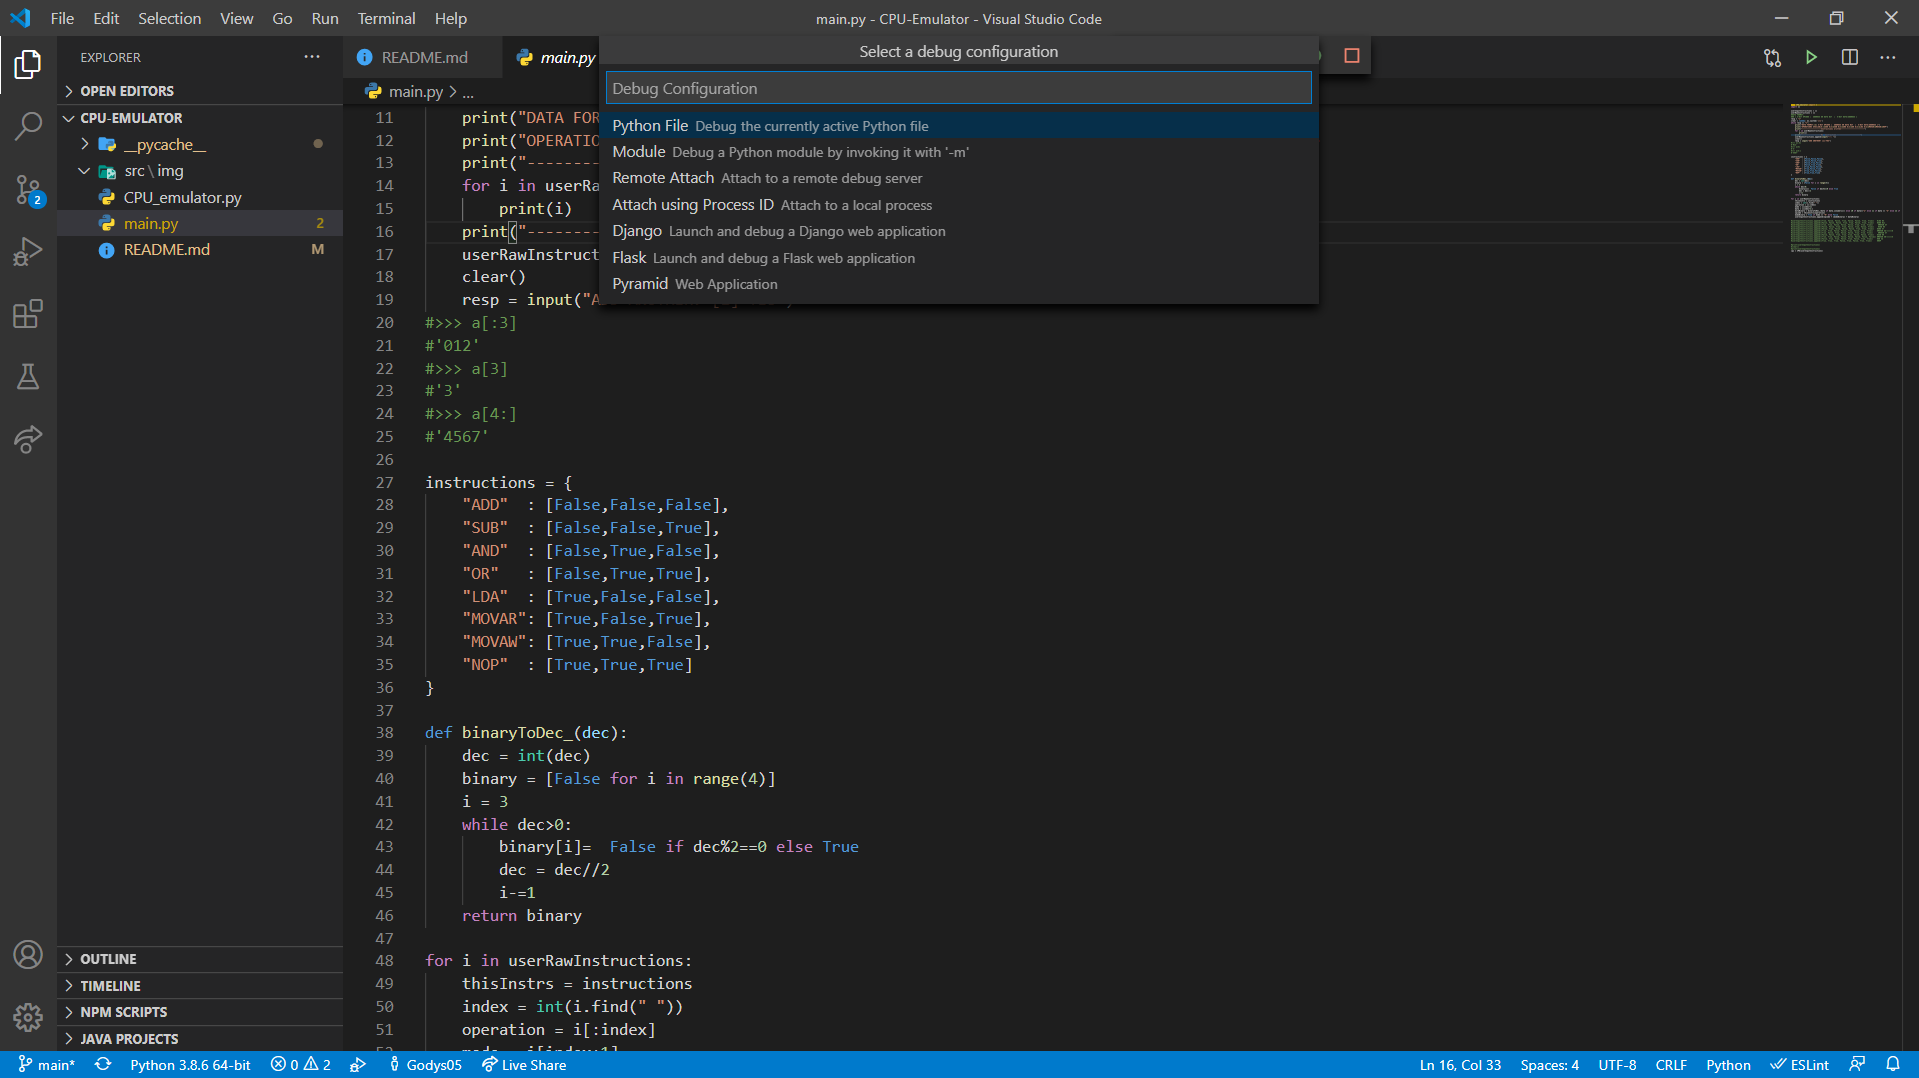 File Edit Selection View Go Run Terminal Help
main.py - CPU-Emulator - Visual Studio Code
EXPLORER
OPEN EDITORS
CPU-EMULATOR
__pycache__
src \ img
CPU_emulator.py
main.py 2
README.md M
2
OUTLINE
TIMELINE
NPM SCRIPTS
JAVA PROJECTS
README.md
main.py
main.py > ...
Select a debug configuration
Debug Configuration
Python File Debug the currently active Python file
Module Debug a Python module by invoking it with '-m'
Remote Attach Attach to a remote debug server
Attach using Process ID Attach to a local process
Django Launch and debug a Django web application
Flask Launch and debug a Flask web application
Pyramid Web Application
11 print("DATA FOR
12 print("OPERATIO
13 print("--------
14 for i in userRa
15 print(i)
16 print("--------
17 userRawInstruct
18 clear()
19 resp = input("A
20 #>>> a[:3]
21 #'012'
22 #>>> a[3]
23 #'3'
24 #>>> a[4:]
25 #'4567'
26
27 instructions = {
28 "ADD" : [False,False,False],
29 "SUB" : [False,False,True],
30 "AND" : [False,True,False],
31 "OR" : [False,True,True],
32 "LDA" : [True,False,False],
33 "MOVAR": [True,False,True],
34 "MOVAW": [True,True,False],
35 "NOP" : [True,True,True]
36 }
37
38 def binaryToDec_(dec):
39 dec = int(dec)
40 binary = [False for i in range(4)]
41 i = 3
42 while dec>0:
43 binary[i]= False if dec%2==0 else True
44 dec = dec//2
45 i-=1
46 return binary
47
48 for i in userRawInstructions:
49 thisInstrs = instructions
50 index = int(i.find(" "))
51 operation = i[:index]
main* Python 3.8.6 64-bit 0 2 Godys05 Live Share
Ln 16, Col 33 Spaces: 4 UTF-8 CRLF Python ESLint